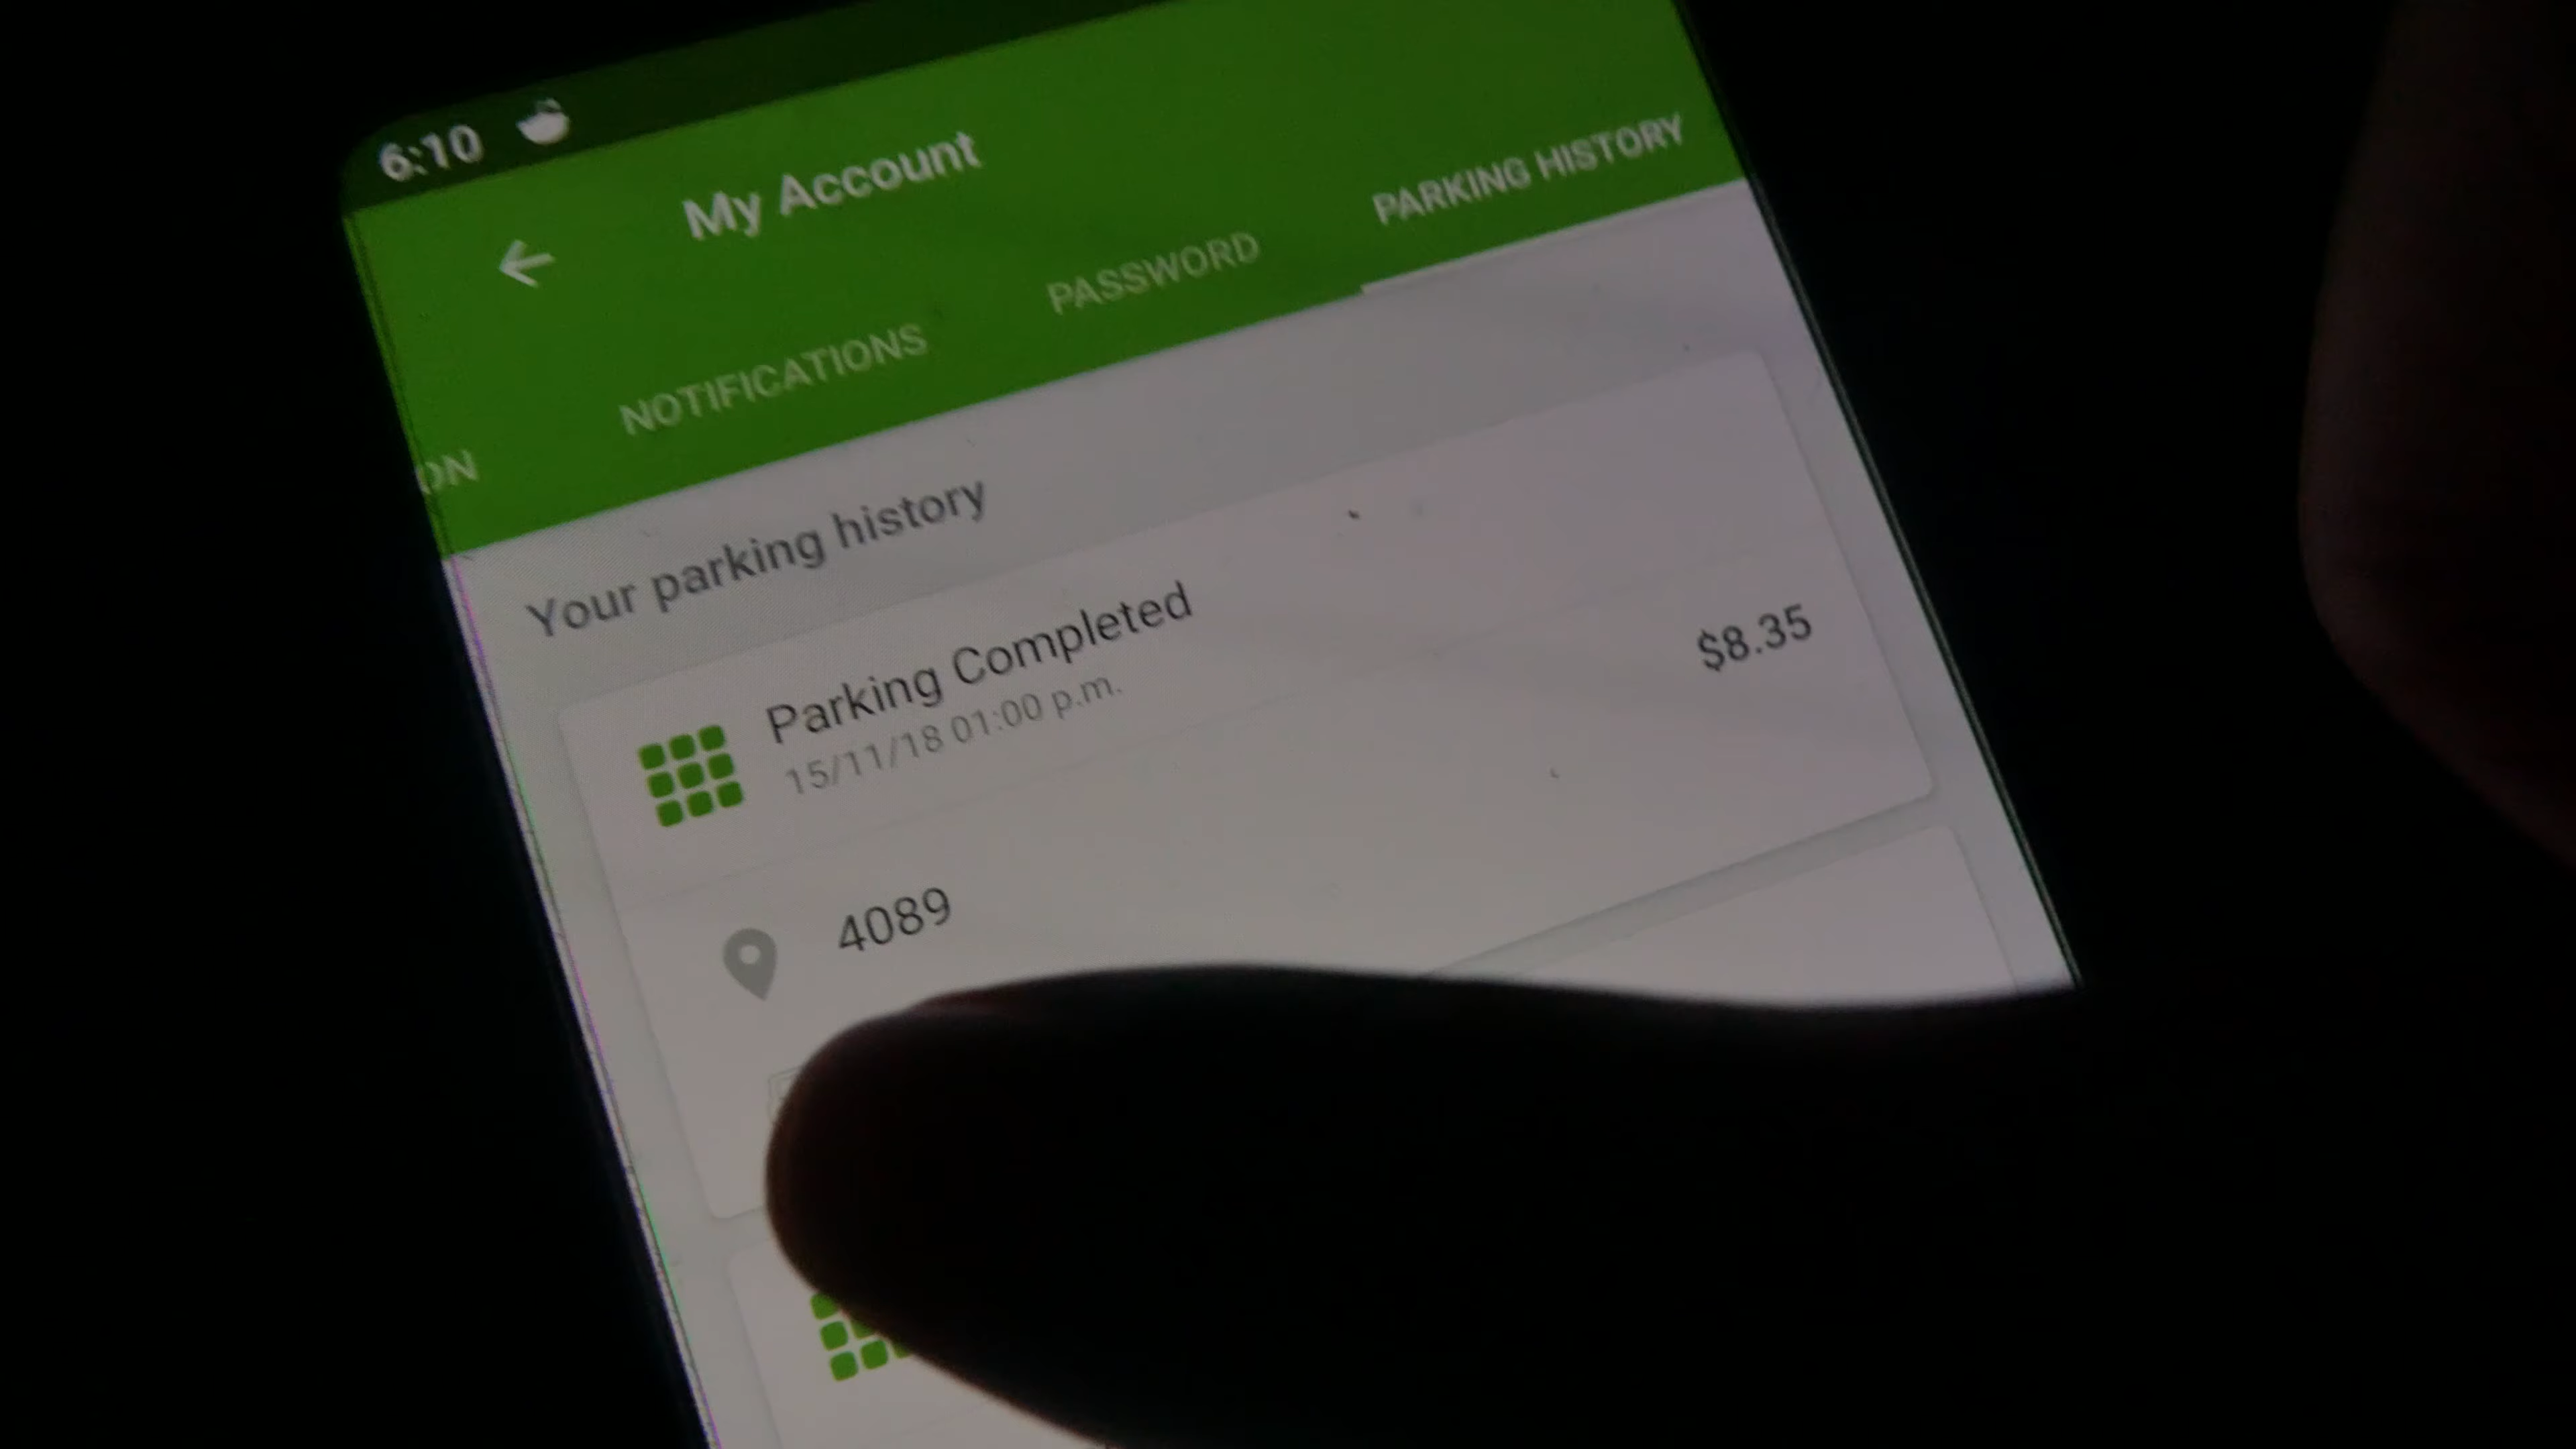 6:10
My Account
ON
NOTIFICATIONS
PASSWORD
PARKING HISTORY
Your parking history
Parking Completed
15/11/18 01:00 p.m.
$8.35
4089